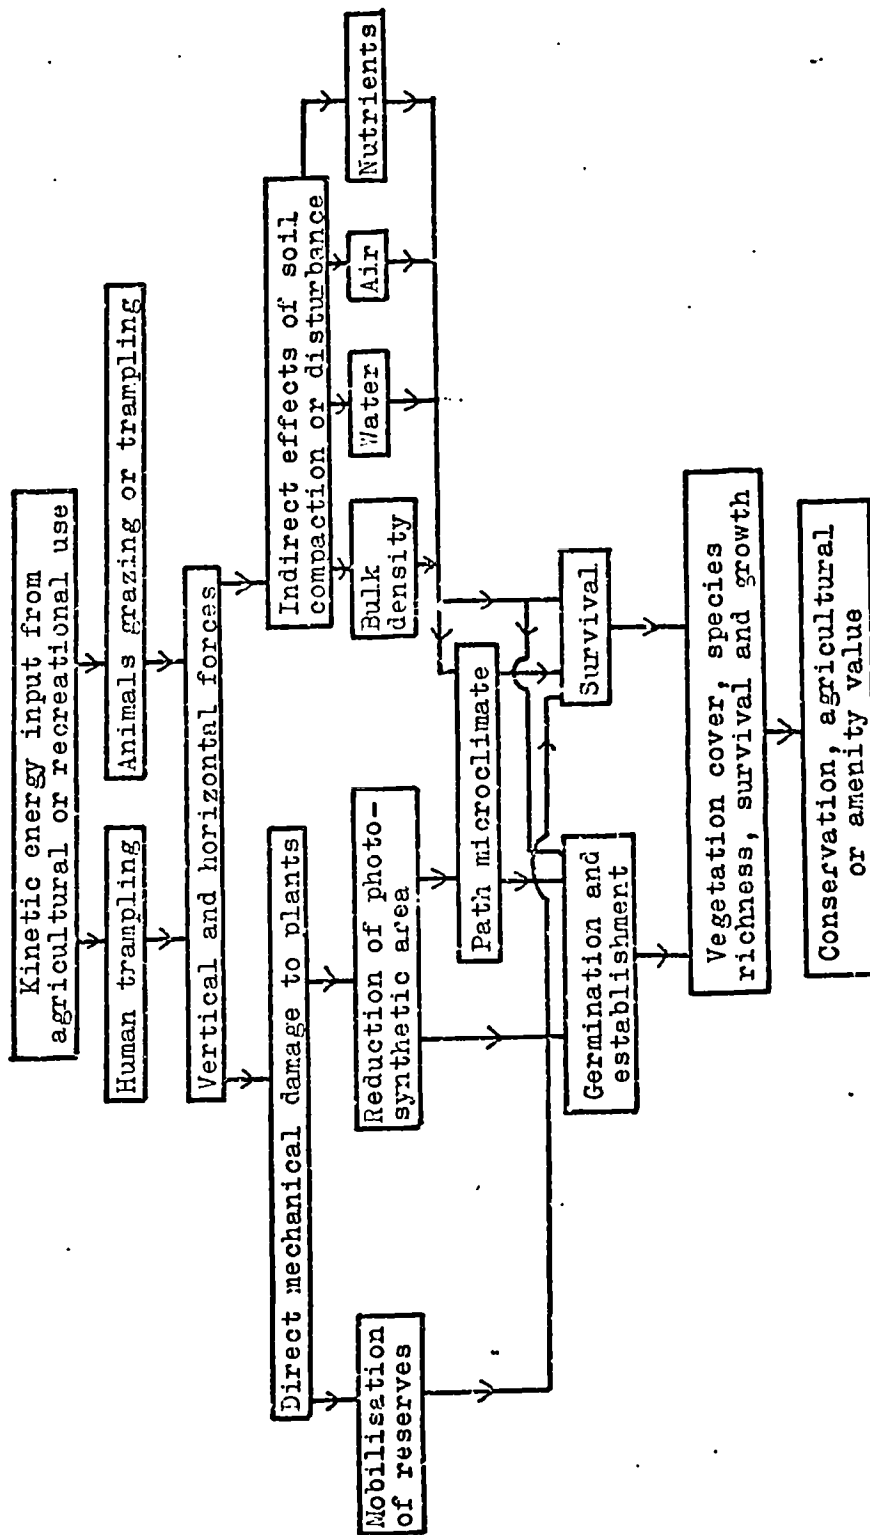 Kinetic energy input from
agricultural or recreational use
Human trampling
Animals grazing or trampling
Vertical and horizontal forces
Direct mechanical damage to plants
Indirect effects of soil
compaction or disturbance
Mobilisation
of reserves
Reduction of photo-
synthetic area
Bulk
density
Water
Air
Nutrients
Path microclimate
Germination and
establishment
Survival
Vegetation cover, species
richness, survival and growth
Conservation, agricultural
or amenity value